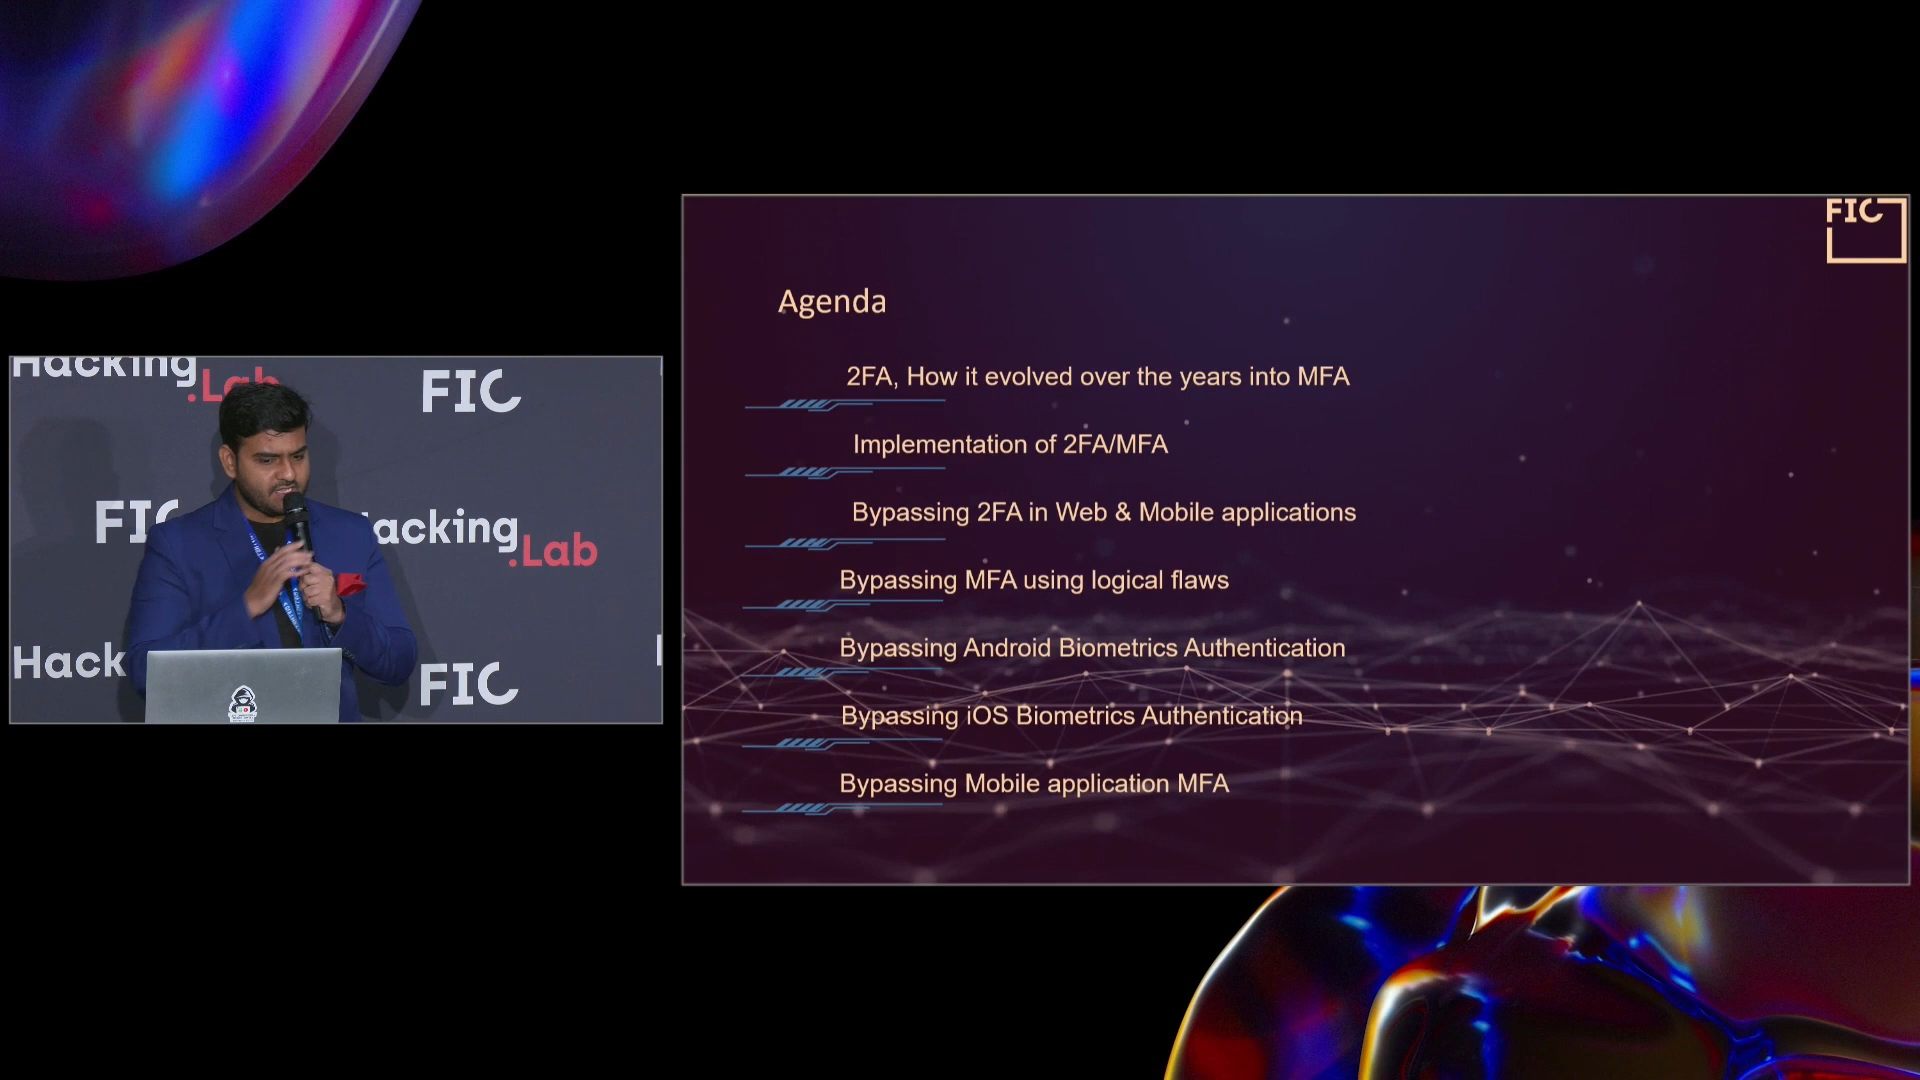 Hacking
.Lab
FIC
FIC
Hacking
.Lab
Hack
FIC
FIC
Agenda
2FA, How it evolved over the years into MFA
Implementation of 2FA/MFA
Bypassing 2FA in Web & Mobile applications
Bypassing MFA using logical flaws
Bypassing Android Biometrics Authentication
Bypassing iOS Biometrics Authentication
Bypassing Mobile application MFA